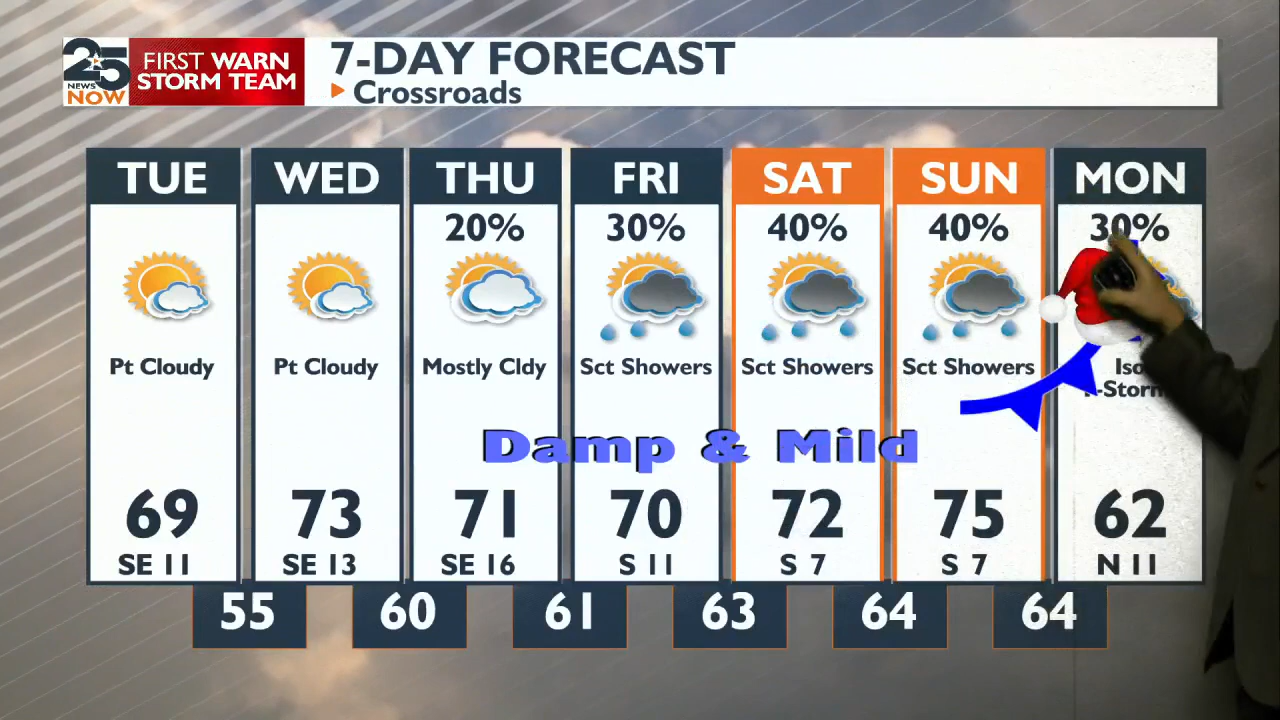 25
NEWS
NOW
FIRST WARN
STORM TEAM
7-DAY FORECAST
Crossroads
TUE WED THU FRI SAT SUN MON
20% 30% 40% 40% 30%
Pt Cloudy Pt Cloudy Mostly Cldy Sct Showers Sct Showers Sct Showers
Damp & Mild
69 73 71 70 72 75 62
SE 11 SE 13 SE 16 S 11 S 7 S 7 N 11
55 60 61 63 64 64